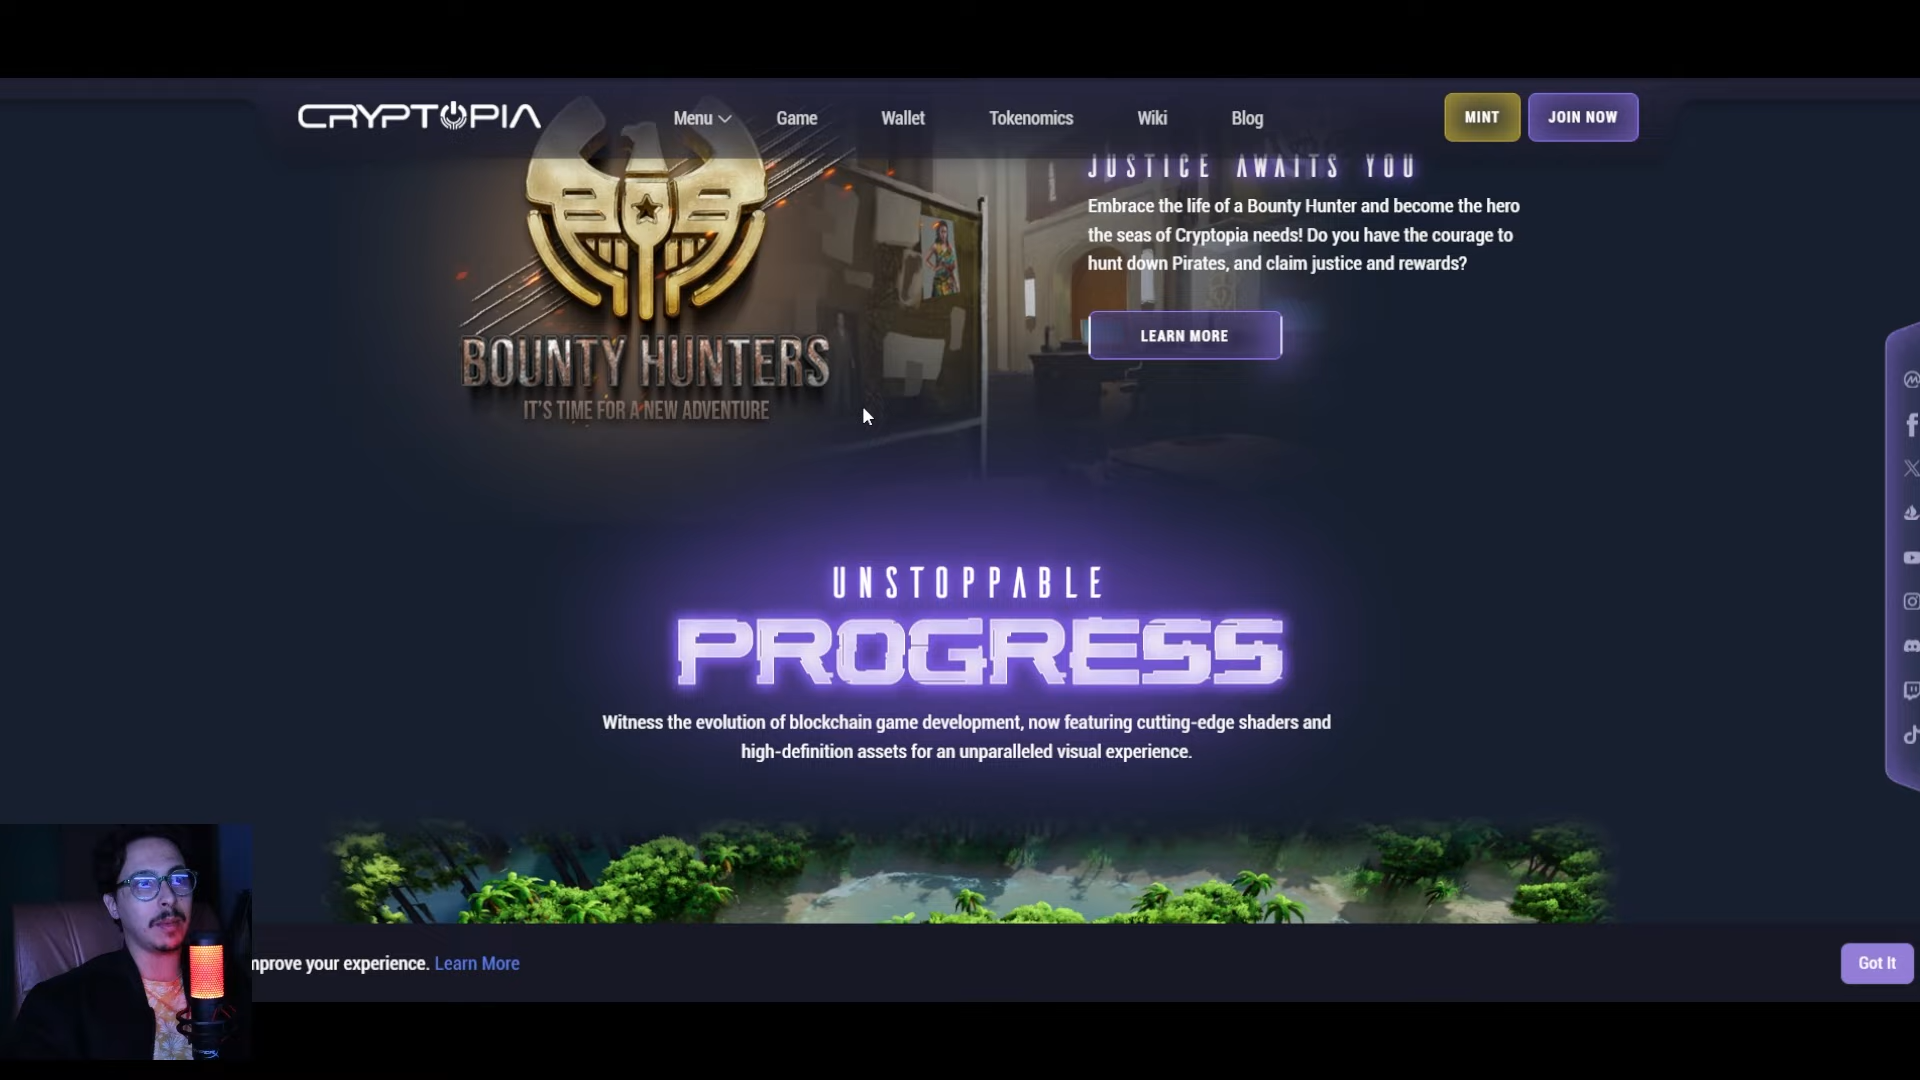 CRYPTOPIA
Menu
Game
Wallet
Tokenomics
Wiki
Blog
MINT
JOIN NOW
JUSTICE AWAITS YOU
Embrace the life of a Bounty Hunter and become the hero
the seas of Cryptopia needs! Do you have the courage to
hunt down Pirates, and claim justice and rewards?
LEARN MORE
BOUNTY HUNTERS
IT'S TIME FOR A NEW ADVENTURE
UNSTOPPABLE
PROGRESS
Witness the evolution of blockchain game development, now featuring cutting-edge shaders and
high-definition assets for an unparalleled visual experience.
mprove your experience. Learn More
Got It